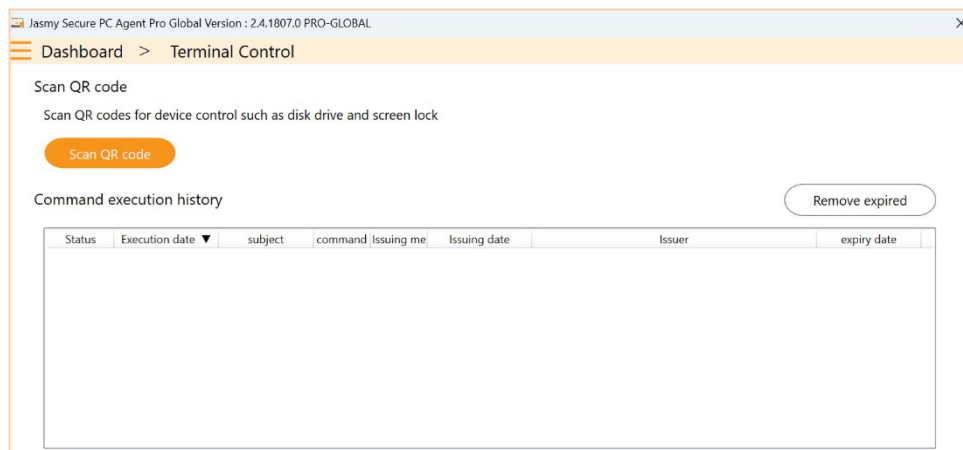 Jasmy Secure PC Agent Pro Global Version : 2.4.1807.0 PRO-GLOBAL
Dashboard > Terminal Control
Scan QR code
Scan QR codes for device control such as disk drive and screen lock
Scan QR code
Command execution history Remove expired
Status Execution date ▼ subject command Issuing me Issuing date Issuer expiry date